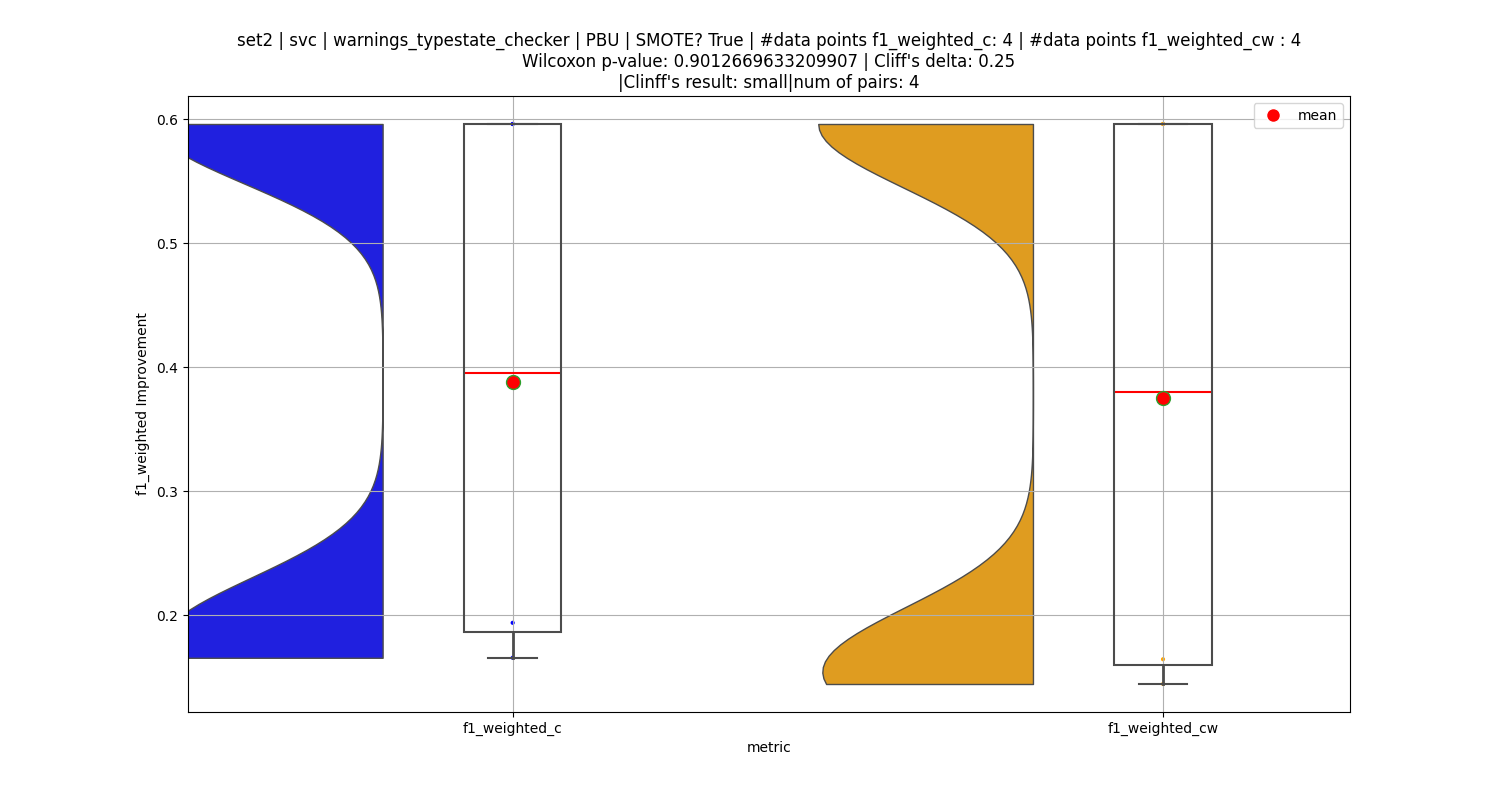 set2 | svc | warnings_typestate_checker | PBU | SMOTE? True | #data points f1_weighted_c: 4 | #data points f1_weighted_cw : 4
Wilcoxon p-value: 0.9012669633209907 | Cliff's delta: 0.25
|Clinff's result: small|num of pairs: 4
mean
0.6
0.5
0.4
0.3
0.2
f1_weighted Improvement
f1_weighted_c
f1_weighted_cw
metric